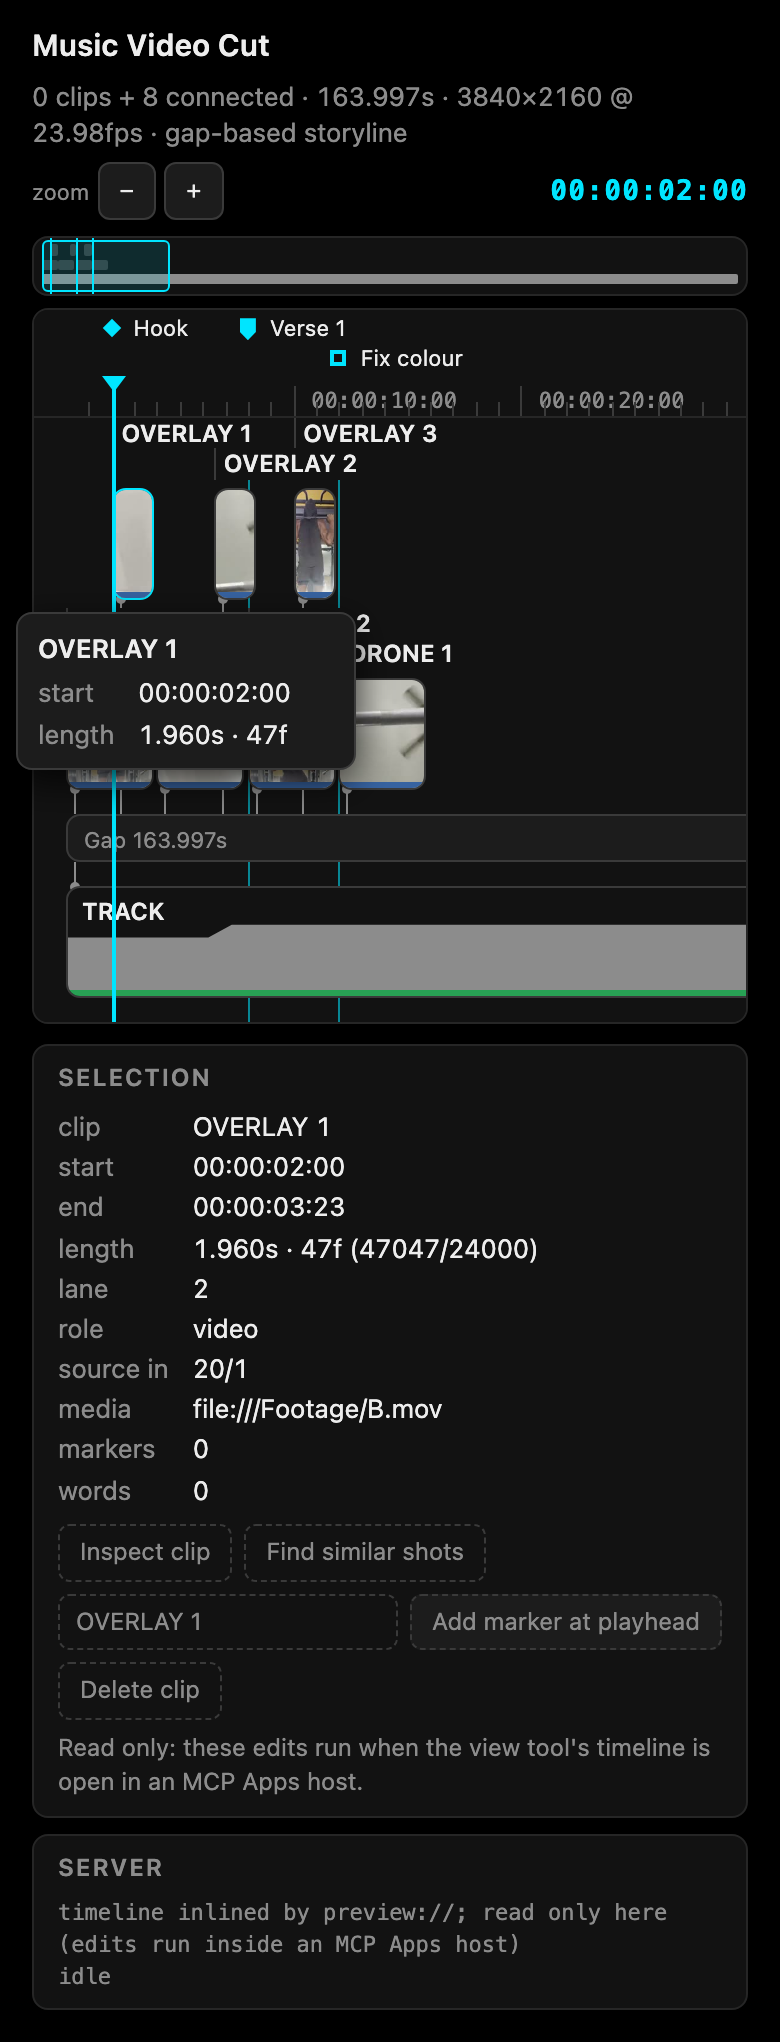 Music Video Cut
0 clips + 8 connected · 163.997s · 3840×2160 @
23.98fps · gap-based storyline
zoom − + 00:00:02:00
Hook Verse 1
Fix colour
00:00:10:00 00:00:20:00
OVERLAY 1 OVERLAY 3
OVERLAY 2
2
DRONE 1
OVERLAY 1
start 00:00:02:00
length 1.960s · 47f
Gap 163.997s
TRACK
SELECTION
clip OVERLAY 1
start 00:00:02:00
end 00:00:03:23
length 1.960s · 47f (47047/24000)
lane 2
role video
source in 20/1
media file:///Footage/B.mov
markers 0
words 0
Inspect clip Find similar shots
OVERLAY 1 Add marker at playhead
Delete clip
Read only: these edits run when the view tool's timeline is
open in an MCP Apps host.
SERVER
timeline inlined by preview://; read only here
(edits run inside an MCP Apps host)
idle